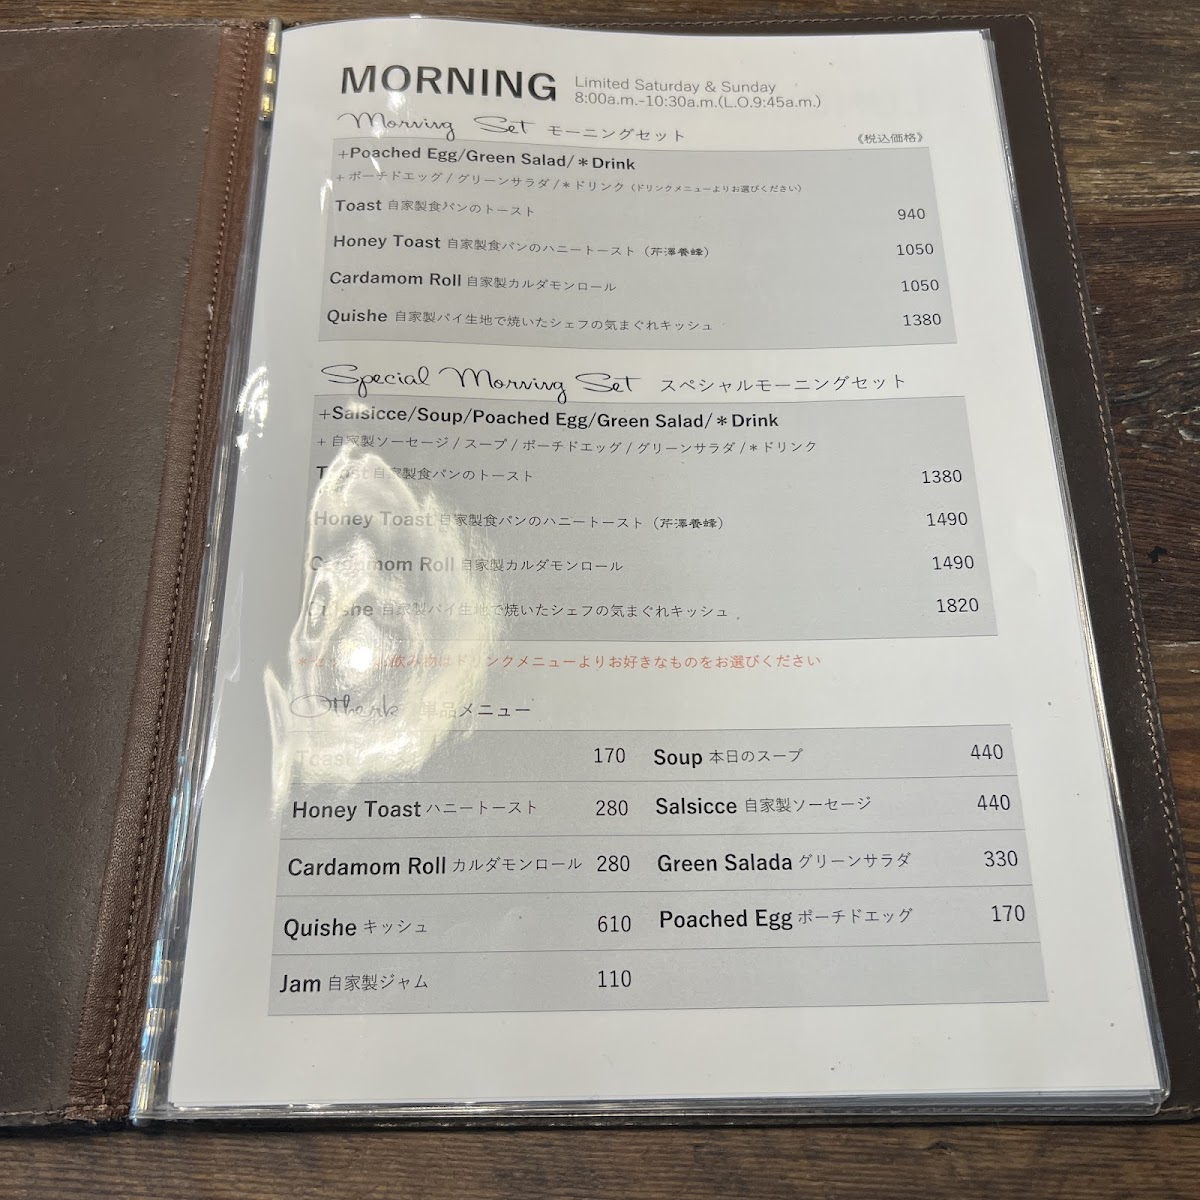 MORNING Limited Saturday & Sunday
8:00a.m.-10:30a.m.(L.O.9:45a.m.)
Morning Set モーニングセット 《税込価格》
+Poached Egg/Green Salad/＊Drink
+ポーチドエッグ/グリーンサラダ/＊ドリンク（ドリンクメニューよりお選びください）
Toast 自家製食パンのトースト 940
Honey Toast 自家製食パンのハニートースト（芹澤養蜂） 1050
Cardamom Roll 自家製カルダモンロール 1050
Quishe 自家製パイ生地で焼いたシェフの気まぐれキッシュ 1380
Special Morning Set スペシャルモーニングセット
+Salsicce/Soup/Poached Egg/Green Salad/＊Drink
+自家製ソーセージ/スープ/ポーチドエッグ/グリーンサラダ/＊ドリンク
Toast 自家製食パンのトースト 1380
Honey Toast 自家製食パンのハニートースト（芹澤養蜂） 1490
Cardamom Roll 自家製カルダモンロール 1490
Quishe 自家製パイ生地で焼いたシェフの気まぐれキッシュ 1820
飲み物はドリンクメニューよりお好きなものをお選びください
単品メニュー
Toast 170 Soup 本日のスープ 440
Honey Toast ハニートースト 280 Salsicce 自家製ソーセージ 440
Cardamom Roll カルダモンロール 280 Green Salada グリーンサラダ 330
Quishe キッシュ 610 Poached Egg ポーチドエッグ 170
Jam 自家製ジャム 110